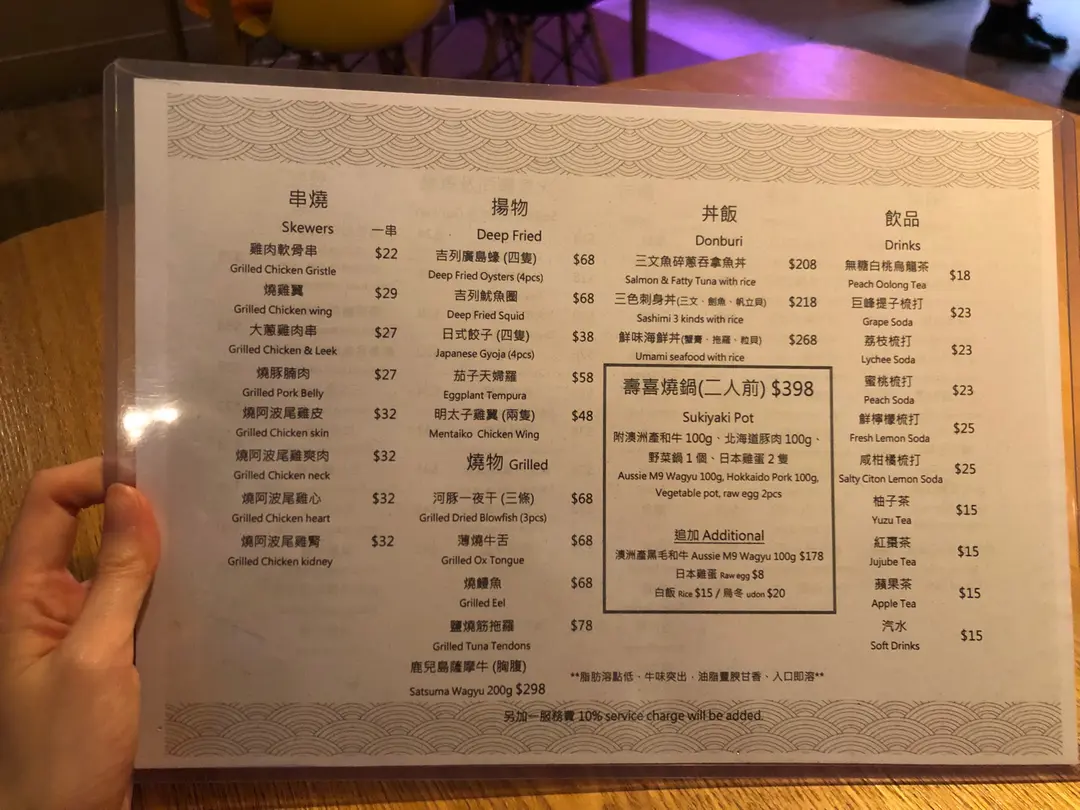 串燒
Skewers 一串
雞肉軟骨串 $22
Grilled Chicken Gristle
燒雞翼 $29
Grilled Chicken wing
大蔥雞肉串 $27
Grilled Chicken & Leek
燒豚腩肉 $27
Grilled Pork Belly
燒阿波尾雞皮 $32
Grilled Chicken skin
燒阿波尾雞爽肉 $32
Grilled Chicken neck
燒阿波尾雞心 $32
Grilled Chicken heart
燒阿波尾雞腎 $32
Grilled Chicken kidney
揚物
Deep Fried
吉列廣島蠔 (四隻) $68
Deep Fried Oysters (4pcs)
吉列魷魚圈 $68
Deep Fried Squid
日式餃子 (四隻) $38
Japanese Gyoja (4pcs)
茄子天婦羅 $58
Eggplant Tempura
明太子雞翼 (兩隻) $48
Mentaiko Chicken Wing
燒物 Grilled
河豚一夜干 (三條) $68
Grilled Dried Blowfish (3pcs)
薄燒牛舌 $68
Grilled Ox Tongue
燒鰻魚 $68
Grilled Eel
鹽燒筋拖羅 $78
Grilled Tuna Tendons
鹿兒島薩摩牛 (胸腹)
Satsuma Wagyu 200g $298
丼飯
Donburi
三文魚碎蔥吞拿魚丼 $208
Salmon & Fatty Tuna with rice
三色刺身丼(三文、劍魚、帆立貝) $218
Sashimi 3 kinds with rice
鮮味海鮮丼(蟹膏、拖羅、粒貝) $268
Umami seafood with rice
壽喜燒鍋(二人前) $398
Sukiyaki Pot
附澳洲產和牛 100g、北海道豚肉 100g、
野菜鍋 1 個、日本雞蛋 2 隻
Aussie M9 Wagyu 100g, Hokkaido Pork 100g,
Vegetable pot, raw egg 2pcs
追加 Additional
澳洲產黑毛和牛 Aussie M9 Wagyu 100g $178
日本雞蛋 Raw egg $8
白飯 Rice $15 / 烏冬 udon $20
飲品
Drinks
無糖白桃烏龍茶 $18
Peach Oolong Tea
巨峰提子梳打 $23
Grape Soda
荔枝梳打 $23
Lychee Soda
蜜桃梳打 $23
Peach Soda
鮮檸檬梳打 $25
Fresh Lemon Soda
咸柑橘梳打 $25
Salty Citon Lemon Soda
柚子茶 $15
Yuzu Tea
紅棗茶 $15
Jujube Tea
蘋果茶 $15
Apple Tea
汽水 $15
Soft Drinks
**脂肪溶點低、牛味突出，油脂豐腴甘香、入口即溶**
另加一服務費 10% service charge will be added.